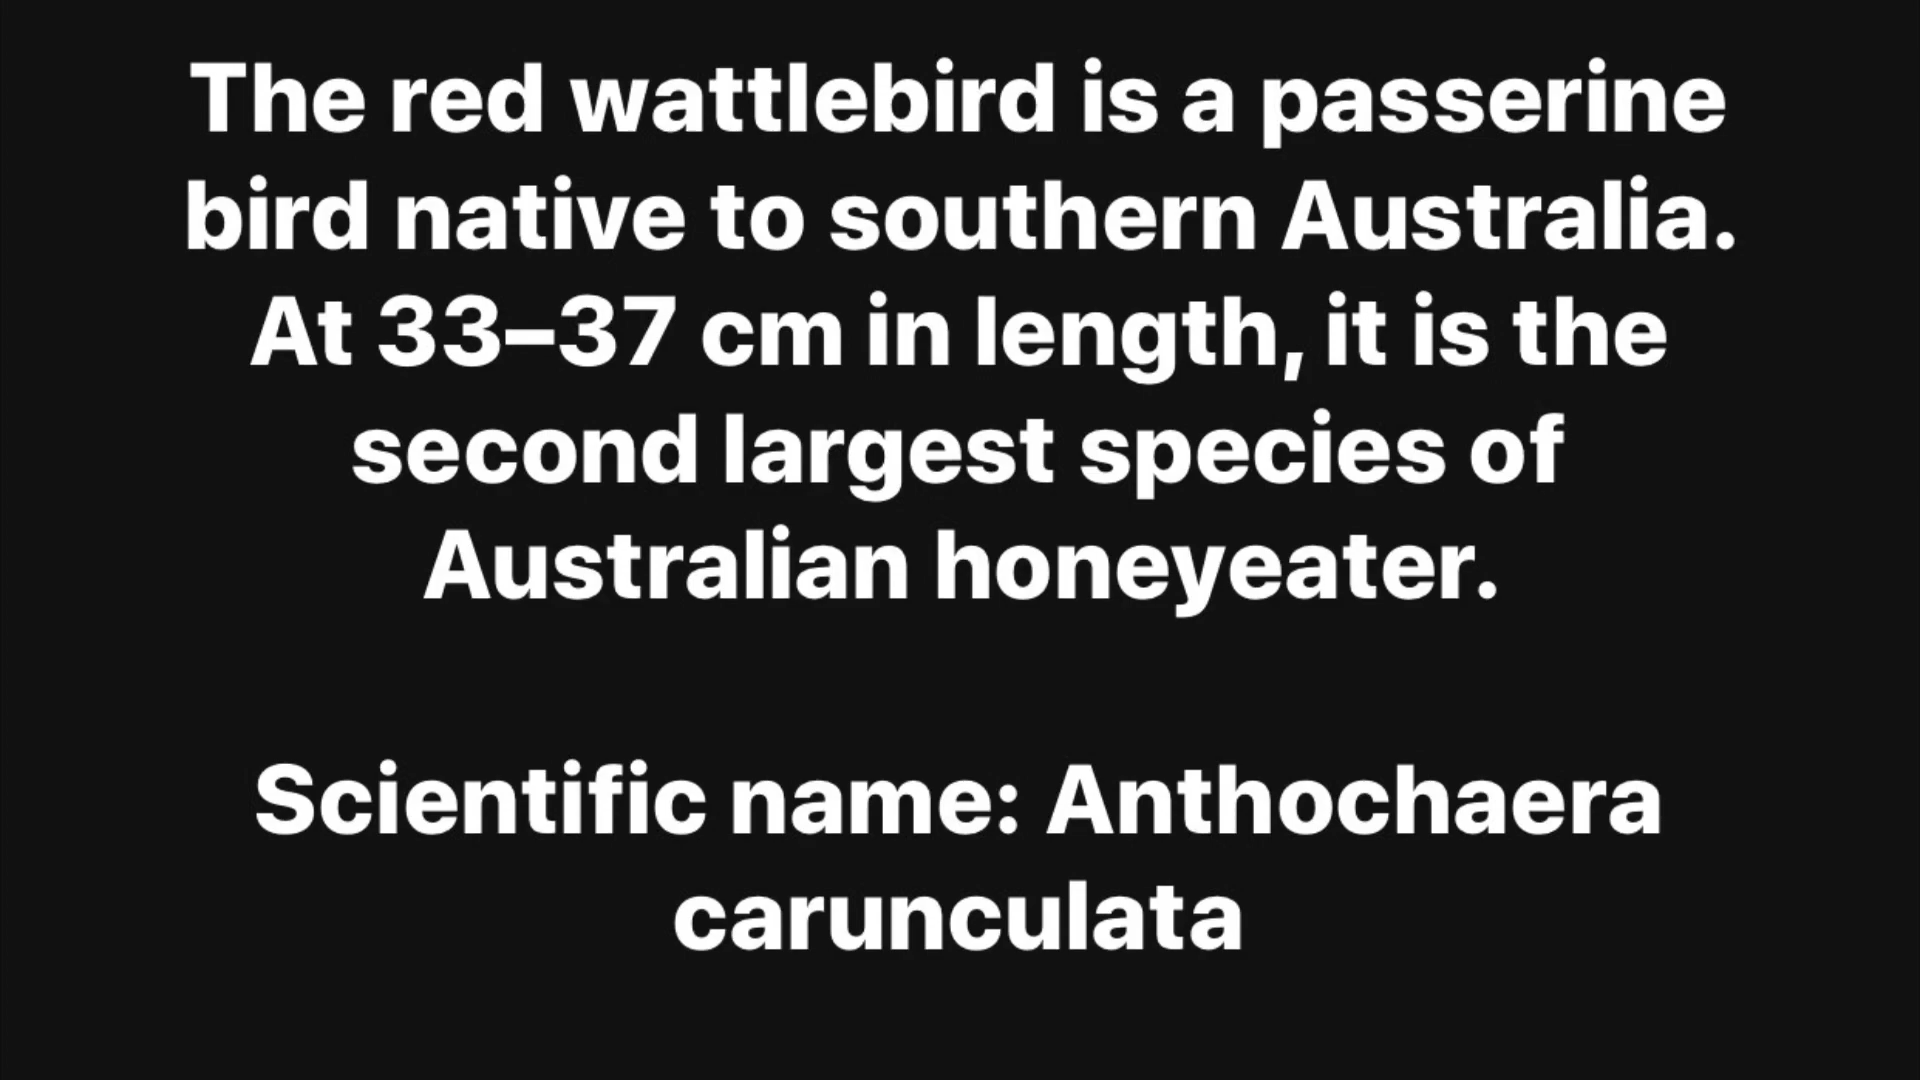 The red wattlebird is a passerine
bird native to southern Australia.
At 33–37 cm in length, it is the
second largest species of
Australian honeyeater.
Scientific name: Anthochaera
carunculata